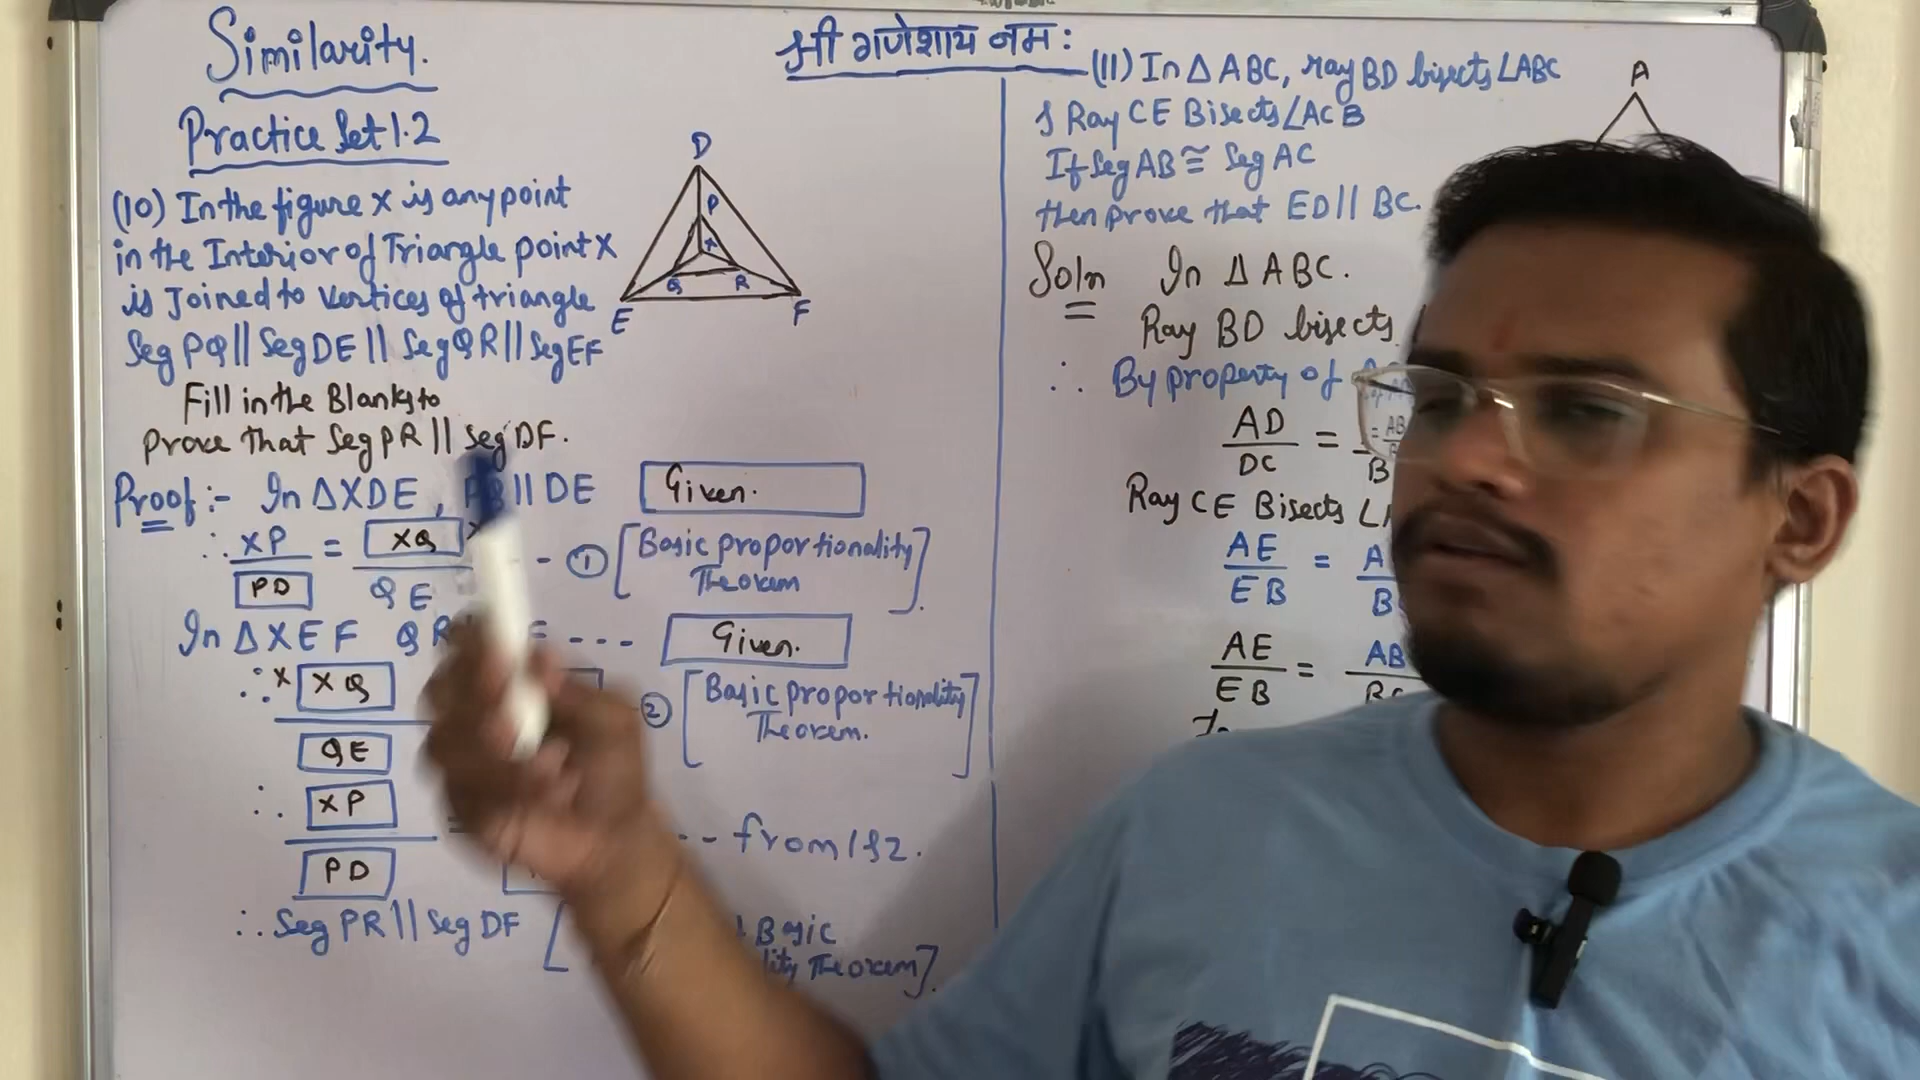 Similarity.
Practice Set 1.2
(10) In the figure X is any point
in the Interior of Triangle point X
is Joined to Vertices of triangle
Seg PQ || Seg DE || Seg QR || Seg EF
Fill in the Blanks to
Prove that Seg PR || Seg DF.
D
P
X
Q
R
E
F
Proof :- In Δ XDE , PQ || DE Given.
∴ XP = XQ - ① [Basic proportionality
PD QE Theorem
In Δ XEF QR --- Given.
∴ XQ ② [Basic proportionality
QE Theorem.
∴ XP =
PD -- from 1 & 2.
∴ Seg PR || Seg DF [ Basic
Theorem].
श्री गणेशाय नमः
(11) In Δ ABC, ray BD bisects ∠ABC
& Ray CE Bisects ∠ACB
If Seg AB ≅ Seg AC
then prove that ED || BC.
A
Soln In Δ ABC.
Ray BD bisects
∴ By property of
AD = AB
DC B
Ray CE Bisects ∠
AE = A
EB B
AE = AB
EB BC